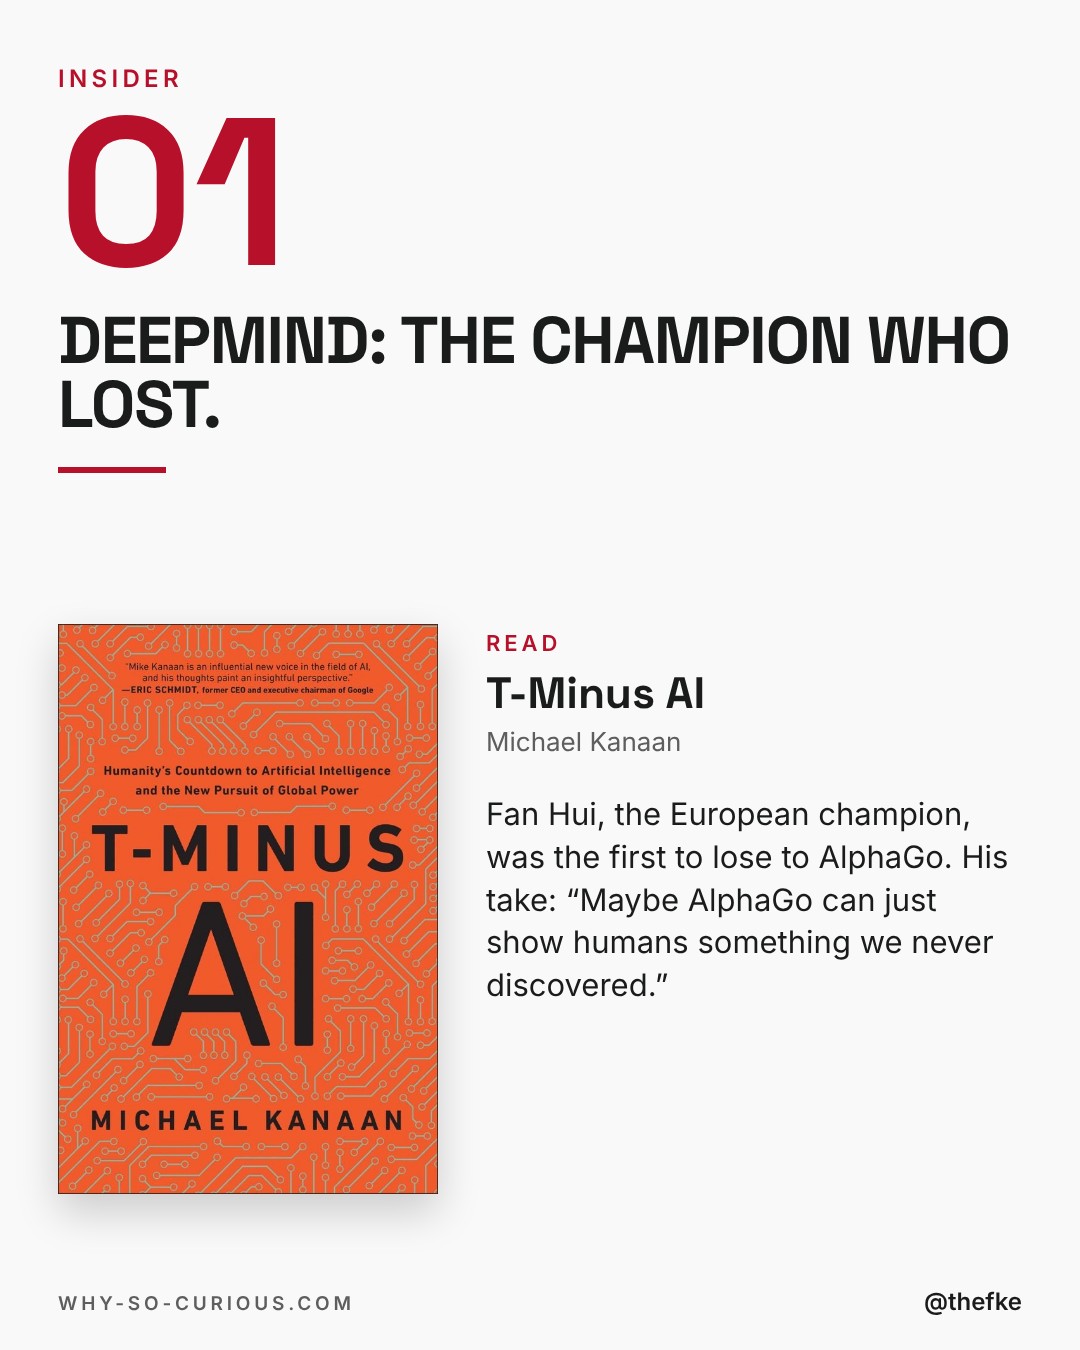 INSIDER
01
DEEPMIND: THE CHAMPION WHO
LOST.
“Mike Kanaan is an influential new voice in the field of AI,
and his thoughts paint an insightful perspective.”
—ERIC SCHMIDT, former CEO and executive chairman of Google
Humanity’s Countdown to Artificial Intelligence
and the New Pursuit of Global Power
T-MINUS
AI
MICHAEL KANAAN
READ
T-Minus AI
Michael Kanaan
Fan Hui, the European champion,
was the first to lose to AlphaGo. His
take: “Maybe AlphaGo can just
show humans something we never
discovered.”
WHY-SO-CURIOUS.COM
@thefke